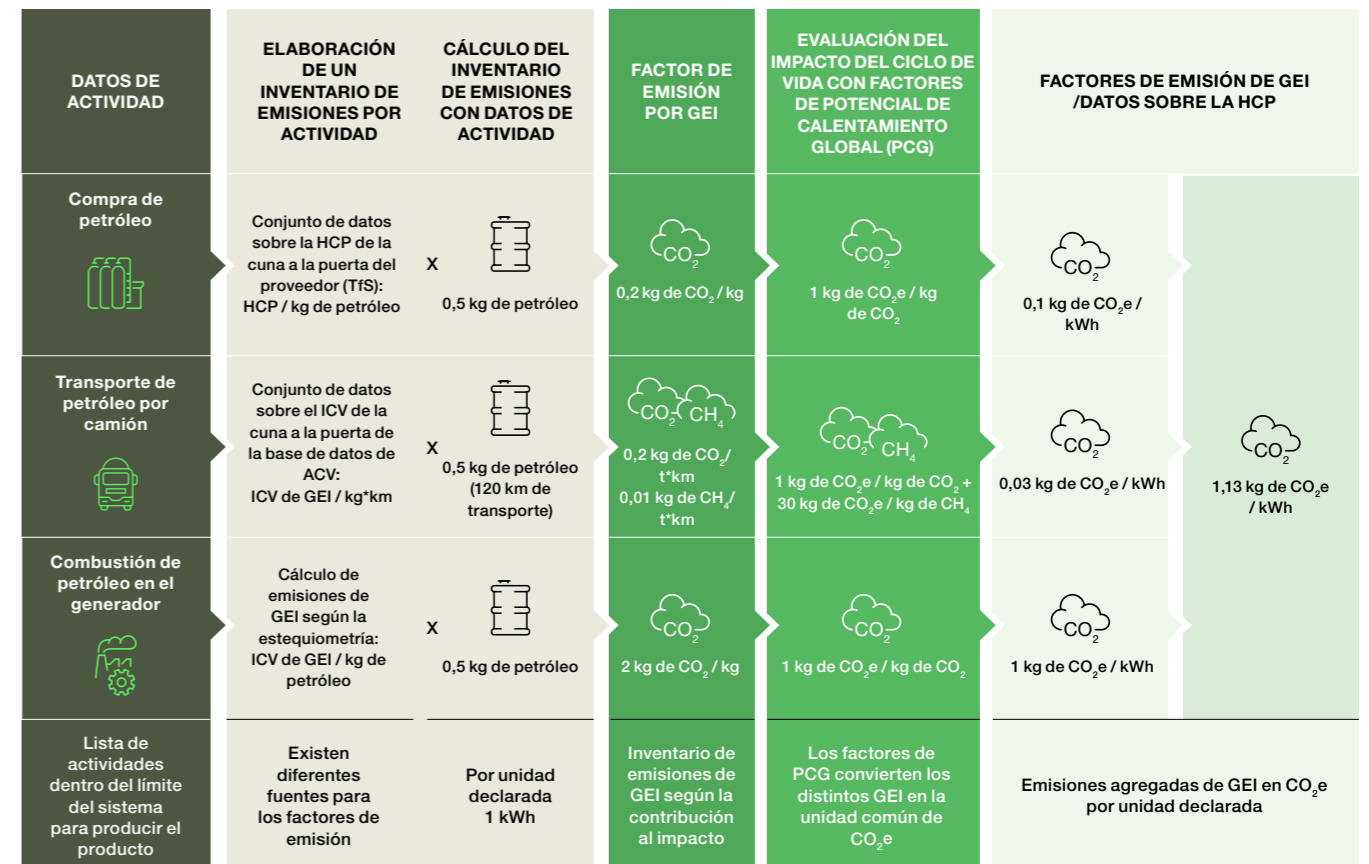 DATOS DE
ACTIVIDAD
ELABORACIÓN
DE UN
INVENTARIO DE
EMISIONES POR
ACTIVIDAD
CÁLCULO DEL
INVENTARIO
DE EMISIONES
CON DATOS DE
ACTIVIDAD
FACTOR DE
EMISIÓN
POR GEI
EVALUACIÓN DEL
IMPACTO DEL CICLO DE
VIDA CON FACTORES
DE POTENCIAL DE
CALENTAMIENTO
GLOBAL (PCG)
FACTORES DE EMISIÓN DE GEI
/DATOS SOBRE LA HCP
Compra de
petróleo
Conjunto de datos
sobre la HCP de la
cuna a la puerta del
proveedor (TfS):
HCP / kg de petróleo
X
0,5 kg de petróleo
CO₂
0,2 kg de CO₂ / kg
CO₂
1 kg de CO₂e / kg
de CO₂
CO₂
0,1 kg de CO₂e /
kWh
Transporte de
petróleo por
camión
Conjunto de datos
sobre el ICV de la
cuna a la puerta de
la base de datos de
ACV:
ICV de GEI / kg*km
X
0,5 kg de petróleo
(120 km de
transporte)
CO₂ CH₄
0,2 kg de CO₂/
t*km
0,01 kg de CH₄/
t*km
CO₂ CH₄
1 kg de CO₂e / kg de CO₂ +
30 kg de CO₂e / kg de CH₄
CO₂
0,03 kg de CO₂e / kWh
CO₂
1,13 kg de CO₂e
/ kWh
Combustión de
petróleo en el
generador
Cálculo de
emisiones de
GEI según la
estequiometría:
ICV de GEI / kg de
petróleo
X
0,5 kg de petróleo
CO₂
2 kg de CO₂ / kg
CO₂
1 kg de CO₂e / kg de CO₂
CO₂
1 kg de CO₂e / kWh
Lista de
actividades
dentro del límite
del sistema
para producir el
producto
Existen
diferentes
fuentes para
los factores de
emisión
Por unidad
declarada
1 kWh
Inventario de
emisiones de
GEI según la
contribución
al impacto
Los factores de
PCG convierten los
distintos GEI en la
unidad común de
CO₂e
Emisiones agregadas de GEI en CO₂e
por unidad declarada